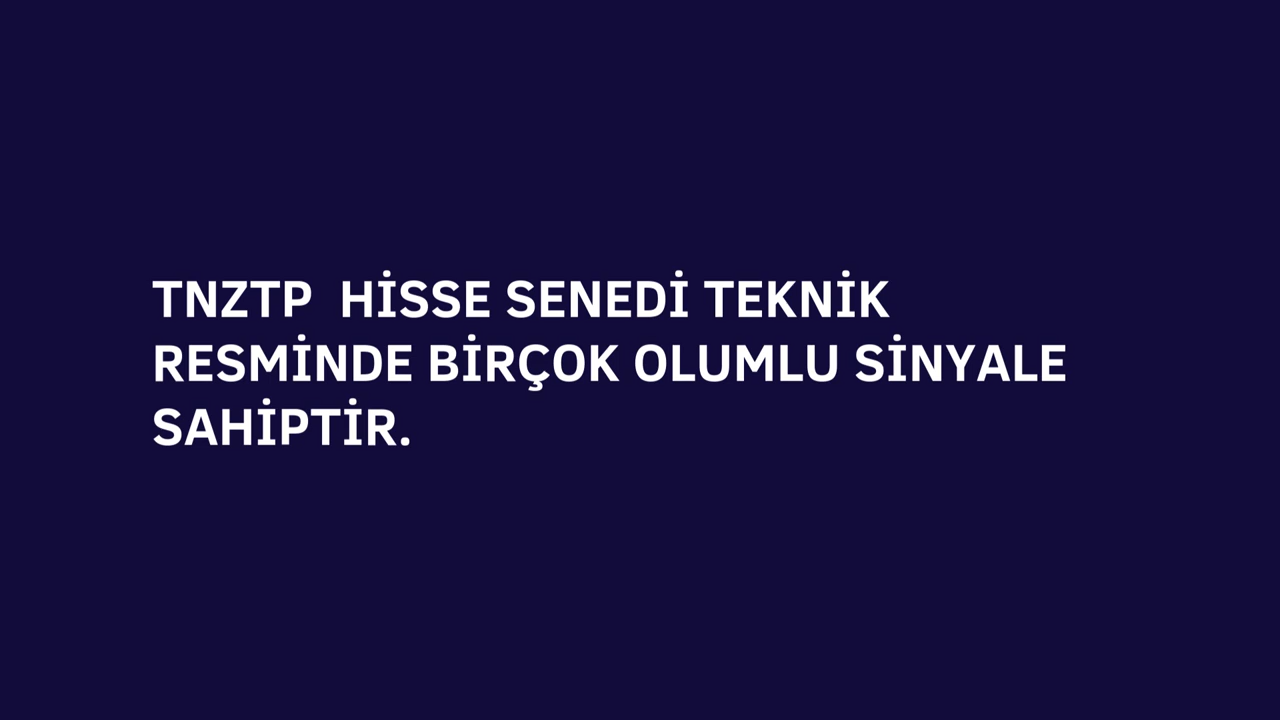 TNZTP  HİSSE SENEDİ TEKNİK
RESMİNDE BİRÇOK OLUMLU SİNYALE
SAHİPTİR.